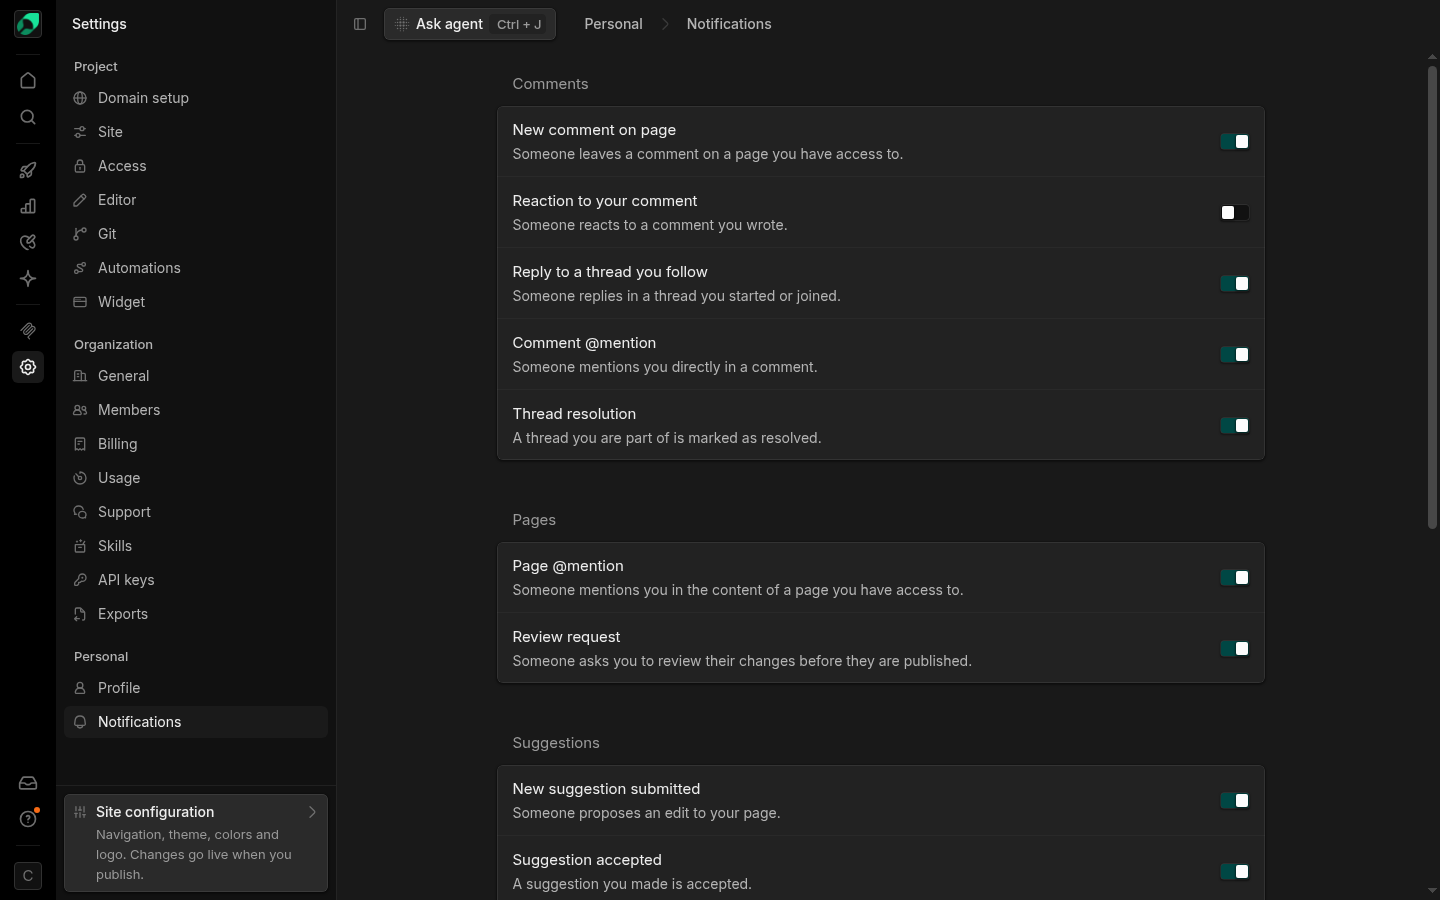 Settings
Ask agent Ctrl + J
Personal
Notifications
Project
Domain setup
Site
Access
Editor
Git
Automations
Widget
Organization
General
Members
Billing
Usage
Support
Skills
API keys
Exports
Personal
Profile
Notifications
Site configuration
Navigation, theme, colors and
logo. Changes go live when you
publish.
C
Comments
New comment on page
Someone leaves a comment on a page you have access to.
Reaction to your comment
Someone reacts to a comment you wrote.
Reply to a thread you follow
Someone replies in a thread you started or joined.
Comment @mention
Someone mentions you directly in a comment.
Thread resolution
A thread you are part of is marked as resolved.
Pages
Page @mention
Someone mentions you in the content of a page you have access to.
Review request
Someone asks you to review their changes before they are published.
Suggestions
New suggestion submitted
Someone proposes an edit to your page.
Suggestion accepted
A suggestion you made is accepted.